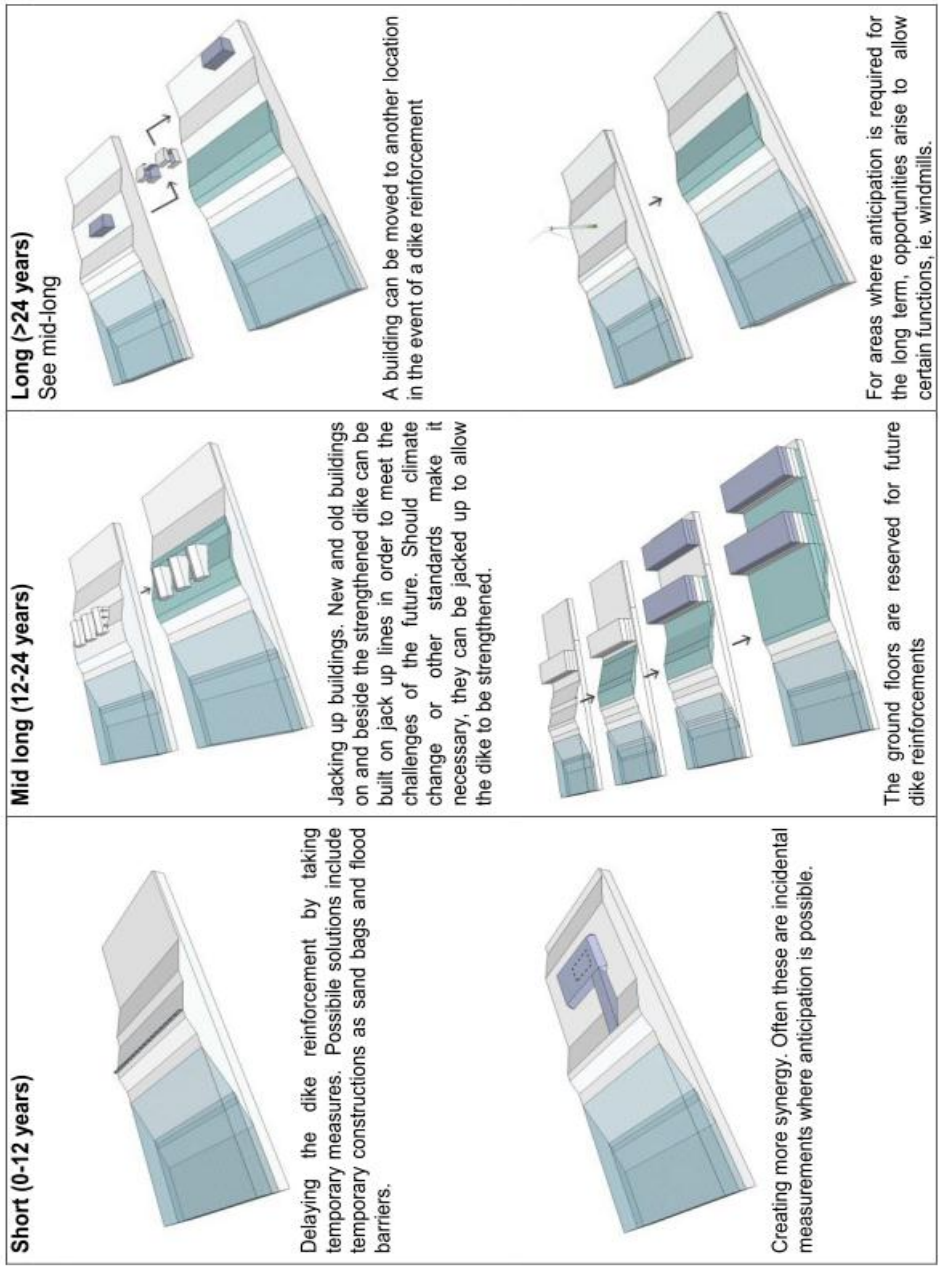 Short (0-12 years)
Delaying the dike reinforcement by taking
temporary measures. Possibile solutions include
temporary constructions as sand bags and flood
barriers.
Creating more synergy. Often these are incidental
measurements where anticipation is possible.
Mid long (12-24 years)
Jacking up buildings. New and old buildings
on and beside the strengthened dike can be
built on jack up lines in order to meet the
challenges of the future. Should climate
change or other standards make it
necessary, they can be jacked up to allow
the dike to be strengthened.
The ground floors are reserved for future
dike reinforcements
Long (>24 years)
See mid-long
A building can be moved to another location
in the event of a dike reinforcement
For areas where anticipation is required for
the long term, opportunities arise to allow
certain functions, ie. windmills.